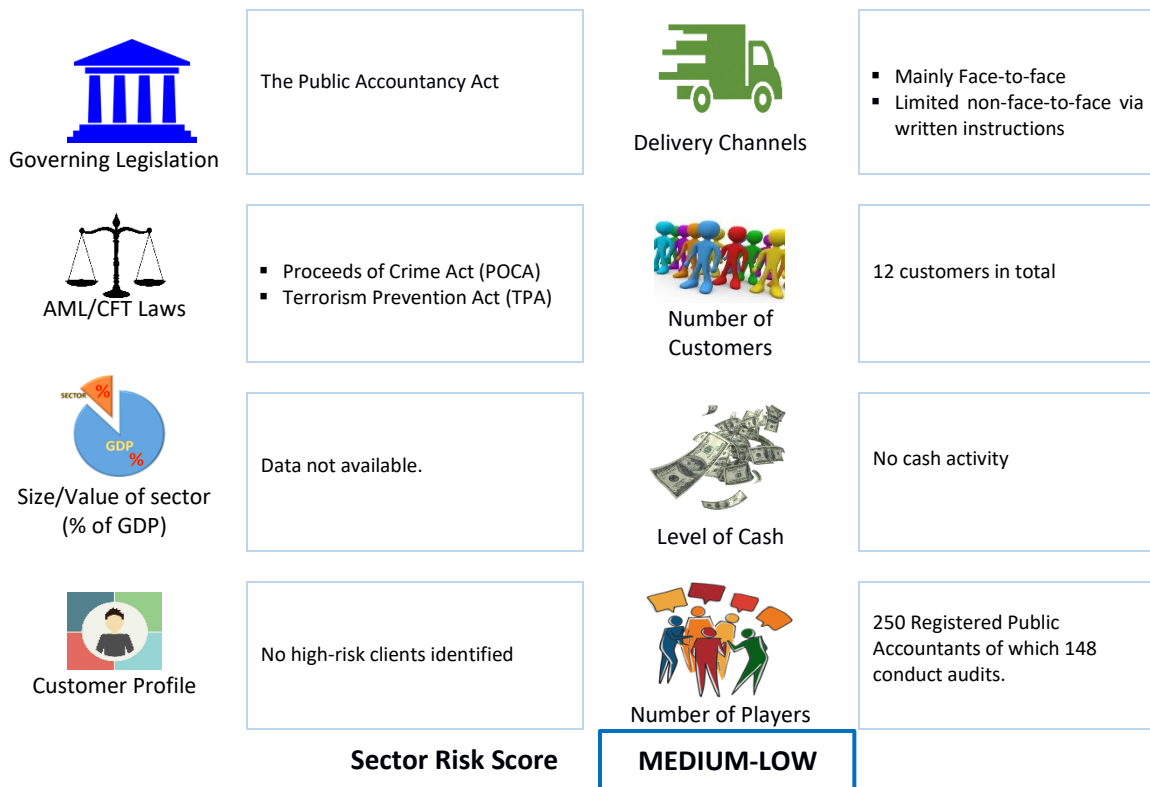 Governing Legislation
The Public Accountancy Act
Delivery Channels
▪ Mainly Face-to-face
▪ Limited non-face-to-face via
written instructions
AML/CFT Laws
▪ Proceeds of Crime Act (POCA)
▪ Terrorism Prevention Act (TPA)
Number of
Customers
12 customers in total
SECTOR %
GDP
%
Size/Value of sector
(% of GDP)
Data not available.
Level of Cash
No cash activity
Customer Profile
No high-risk clients identified
Number of Players
250 Registered Public
Accountants of which 148
conduct audits.
Sector Risk Score
MEDIUM-LOW